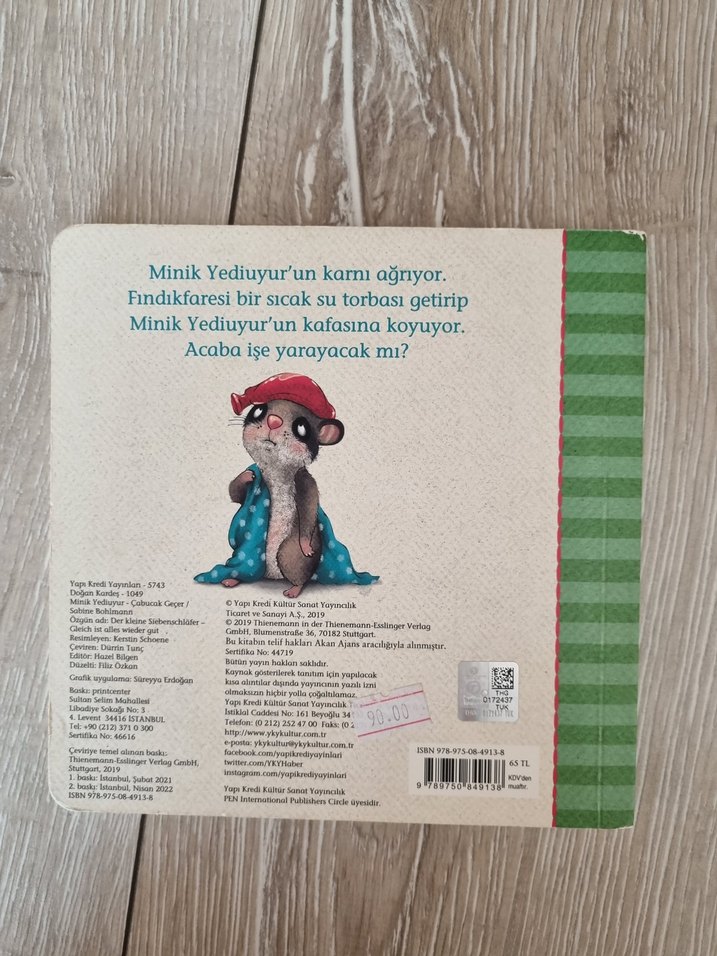 Minik Yediuyur'un karnı ağrıyor.
Fındıkfaresi bir sıcak su torbası getirip
Minik Yediuyur'un kafasına koyuyor.
Acaba işe yarayacak mı?
Yapı Kredi Yayınları - 5743
Doğan Kardeş - 1049
Minik Yediuyur - Çabucak Geçer /
Sabine Bohlmann
Özgün adı: Der kleine Siebenschläfer –
Gleich ist alles wieder gut
Resimleyen: Kerstin Schoene
Çeviren: Dürrin Tunç
Editör: Hazel Bilgen
Düzelti: Filiz Özkan
Grafik uygulama: Süreyya Erdoğan
Baskı: printcenter
Sultan Selim Mahallesi
Libadiye Sokağı No: 3
4. Levent 34416 İSTANBUL
Tel: +90 (212) 371 0 300
Sertifika No: 46616
Çeviriye temel alınan baskı:
Thienemann-Esslinger Verlag GmbH,
Stuttgart, 2019
1. baskı: İstanbul, Şubat 2021
2. baskı: İstanbul, Nisan 2022
ISBN 978-975-08-4913-8
© Yapı Kredi Kültür Sanat Yayıncılık
Ticaret ve Sanayi A.Ş., 2019
© 2019 Thienemann in der Thienemann-Esslinger Verlag
GmbH, Blumenstraße 36, 70182 Stuttgart.
Bu kitabın telif hakları Akan Ajans aracılığıyla alınmıştır.
Sertifika No: 44719
Bütün yayın hakları saklıdır.
Kaynak gösterilerek tanıtım için yapılacak
kısa alıntılar dışında yayıncının yazılı izni
olmaksızın hiçbir yolla çoğaltılamaz.
Yapı Kredi Kültür Sanat Yayıncılık
İstiklal Caddesi No: 161 Beyoğlu
Telefon: (0 212) 252 47 00 Faks: (0
http://www.ykykultur.com.tr
e-posta: ykykultur@ykykultur.com.tr
facebook.com/yapikrediyayinlari
twitter.com/YKYHaber
instagram.com/yapikrediyayinlari
Yapı Kredi Kültür Sanat Yayıncılık
PEN International Publishers Circle üyesidir.
90.00
THG
0172437
TUK
ISBN 978-975-08-4913-8
65 TL
KDV'den
muaftır.
9 789750 849138